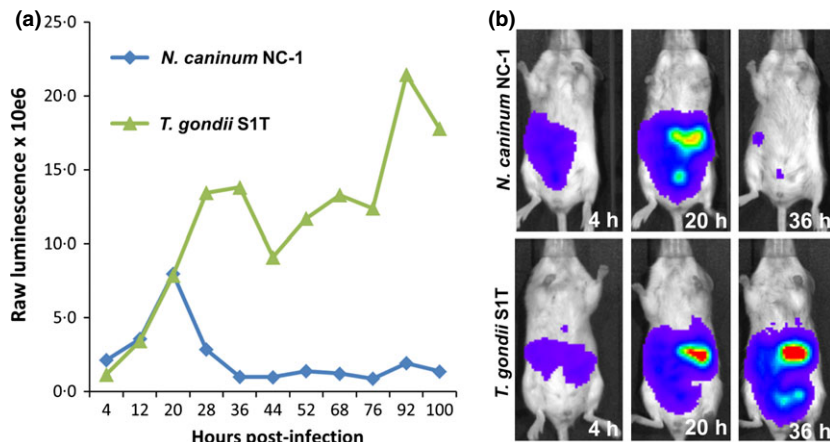 (a)
25·0
20·0
15·0
10·0
5·0
0·0
Raw luminescence x 10e6
N. caninum NC-1
T. gondii S1T
4 12 20 28 36 44 52 68 76 92 100
Hours post-infection
(b)
N. caninum NC-1
4 h 20 h 36 h
T. gondii S1T
4 h 20 h 36 h